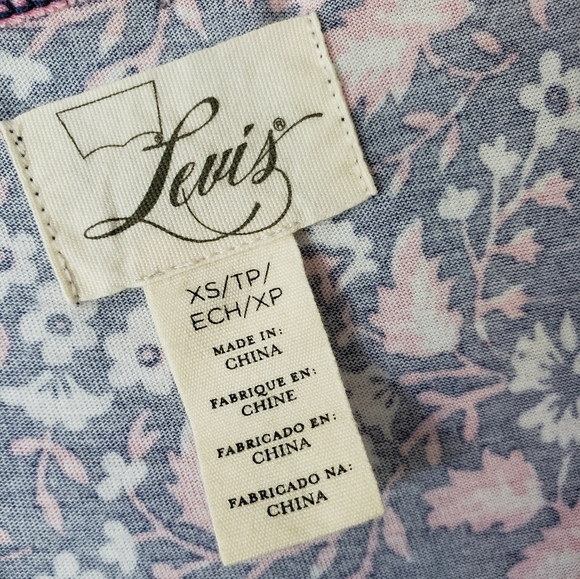 Levi's®
XS/TP/
ECH/XP
MADE IN:
CHINA
FABRIQUE EN:
CHINE
FABRICADO EN:
CHINA
FABRICADO NA:
CHINA